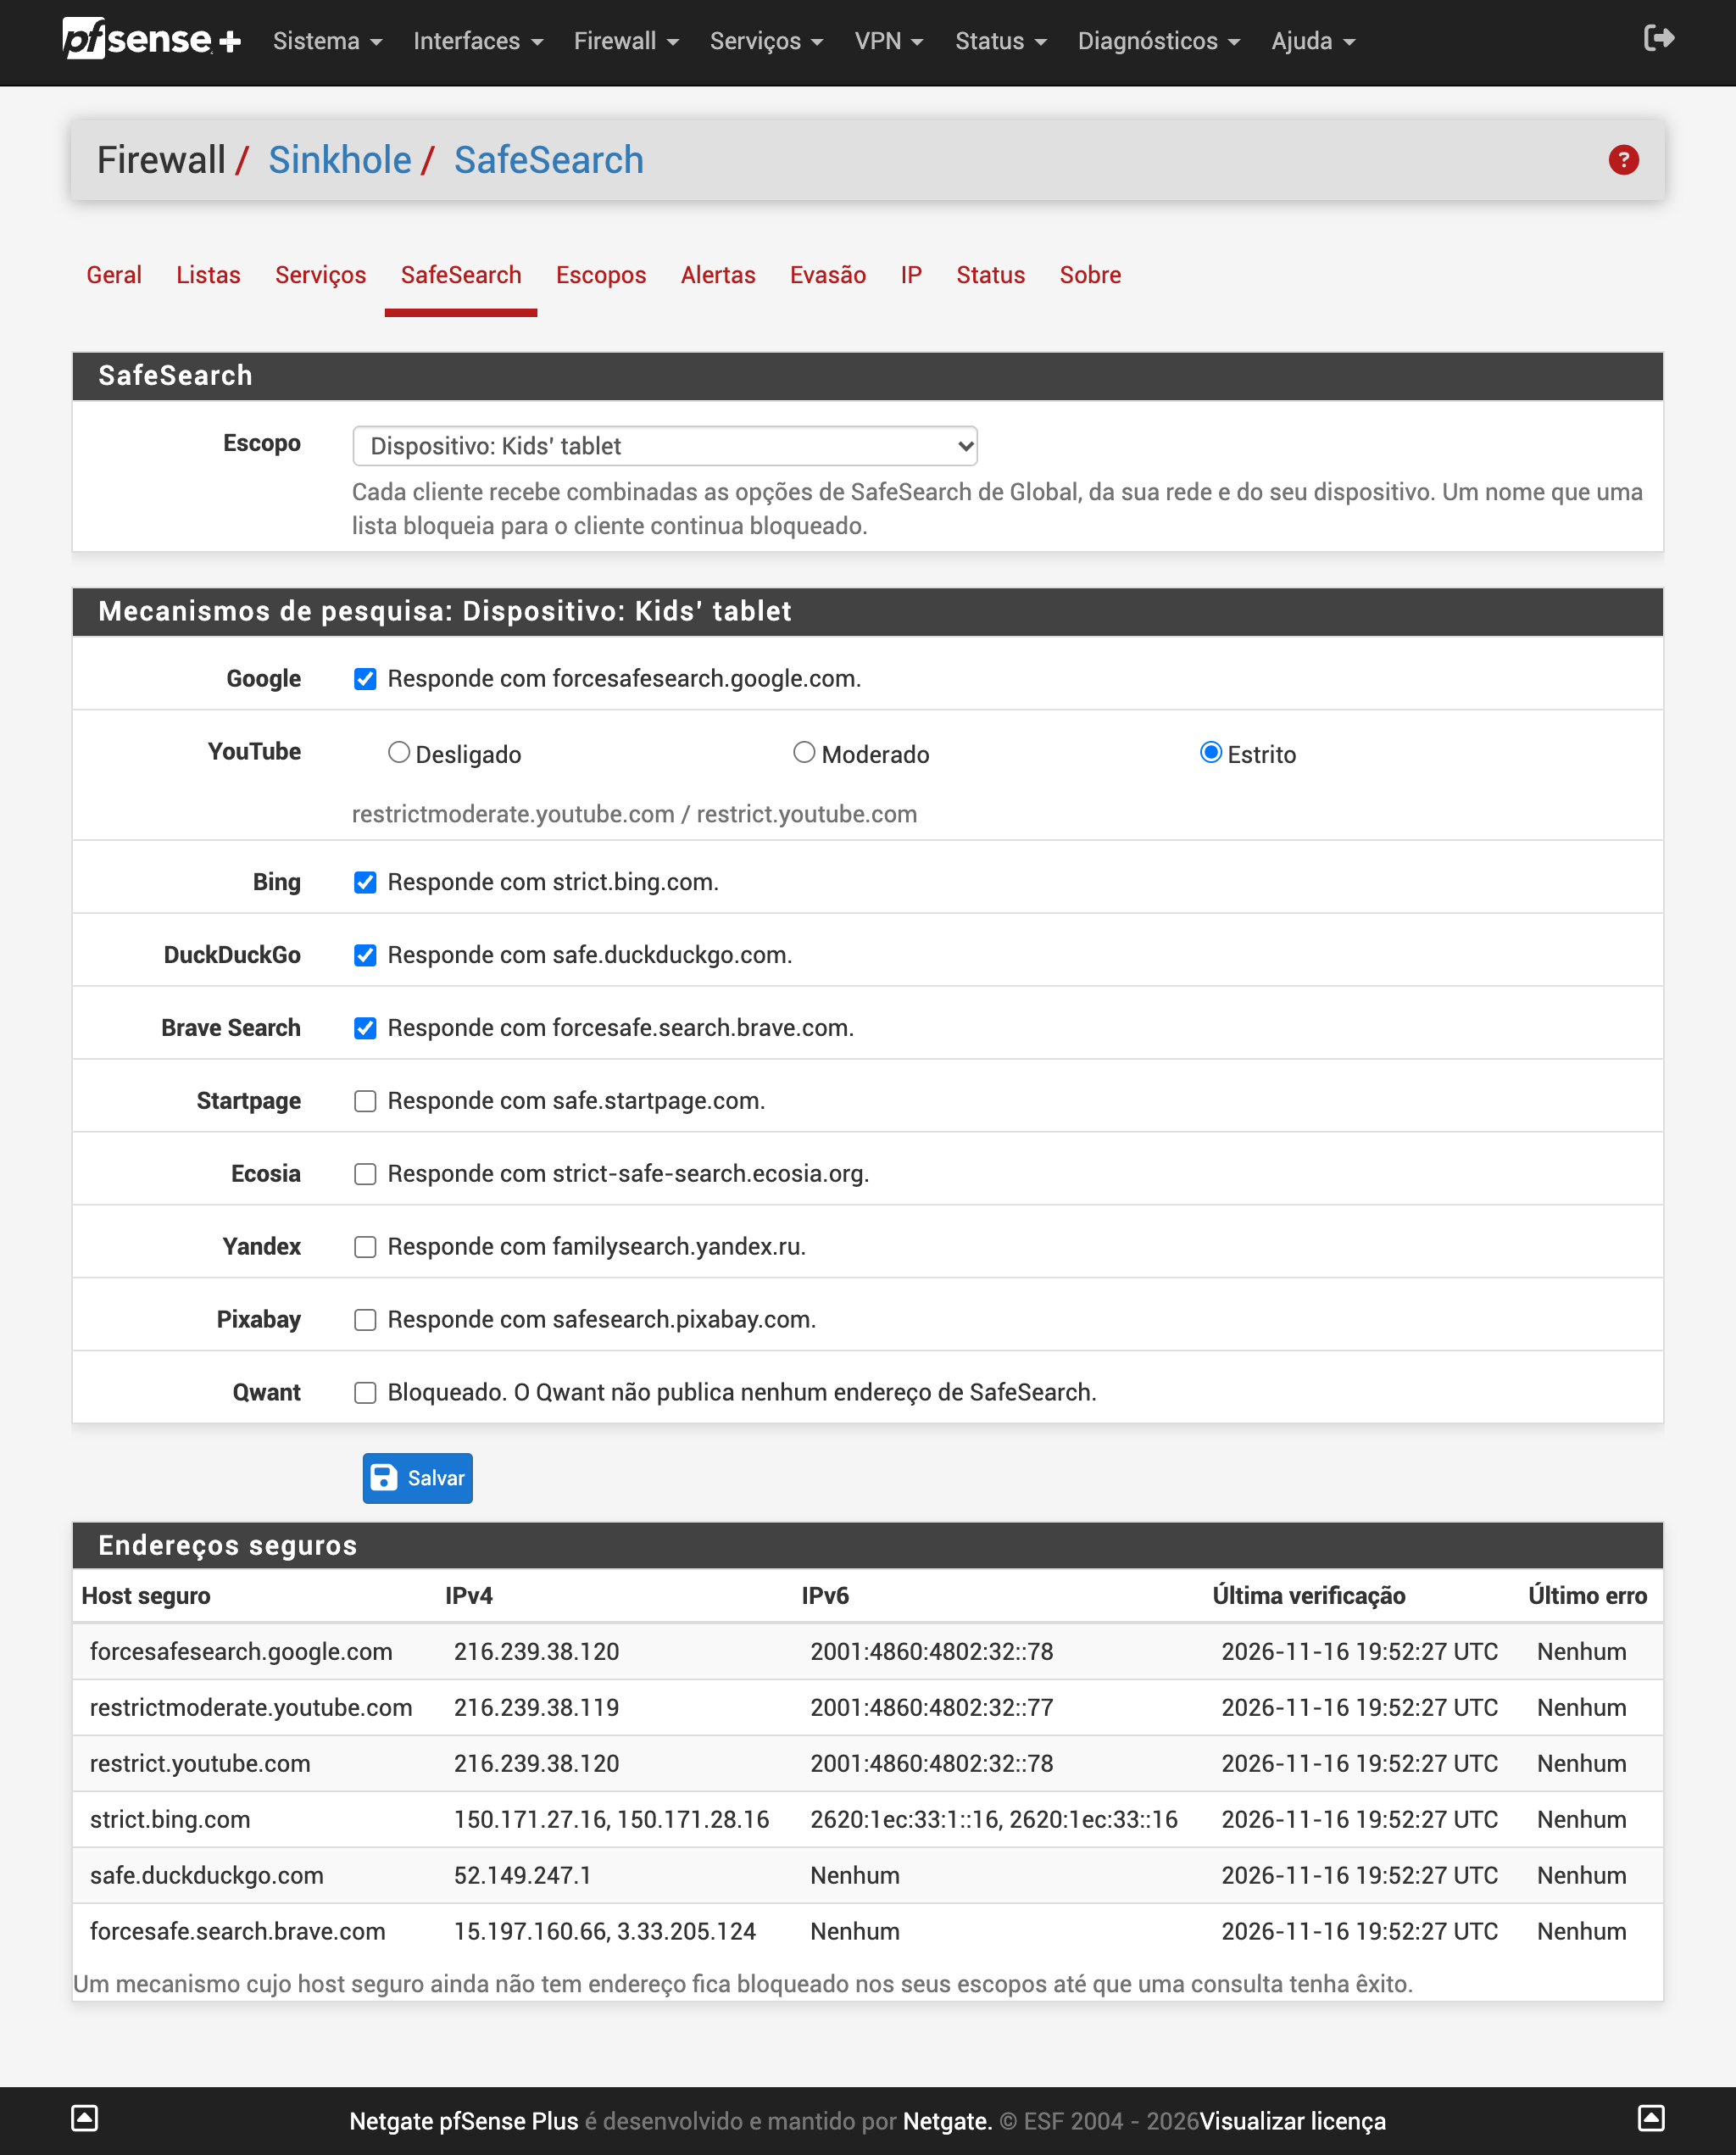 pfsense +
Sistema
Interfaces
Firewall
Serviços
VPN
Status
Diagnósticos
Ajuda
Firewall / Sinkhole / SafeSearch
?
Geral
Listas
Serviços
SafeSearch
Escopos
Alertas
Evasão
IP
Status
Sobre
SafeSearch
Escopo
Dispositivo: Kids' tablet
Cada cliente recebe combinadas as opções de SafeSearch de Global, da sua rede e do seu dispositivo. Um nome que uma
lista bloqueia para o cliente continua bloqueado.
Mecanismos de pesquisa: Dispositivo: Kids' tablet
Google
Responde com forcesafesearch.google.com.
YouTube
Desligado
Moderado
Estrito
restrictmoderate.youtube.com / restrict.youtube.com
Bing
Responde com strict.bing.com.
DuckDuckGo
Responde com safe.duckduckgo.com.
Brave Search
Responde com forcesafe.search.brave.com.
Startpage
Responde com safe.startpage.com.
Ecosia
Responde com strict-safe-search.ecosia.org.
Yandex
Responde com familysearch.yandex.ru.
Pixabay
Responde com safesearch.pixabay.com.
Qwant
Bloqueado. O Qwant não publica nenhum endereço de SafeSearch.
Salvar
Endereços seguros
Host seguro IPv4 IPv6 Última verificação Último erro
forcesafesearch.google.com 216.239.38.120 2001:4860:4802:32::78 2026-11-16 19:52:27 UTC Nenhum
restrictmoderate.youtube.com 216.239.38.119 2001:4860:4802:32::77 2026-11-16 19:52:27 UTC Nenhum
restrict.youtube.com 216.239.38.120 2001:4860:4802:32::78 2026-11-16 19:52:27 UTC Nenhum
strict.bing.com 150.171.27.16, 150.171.28.16 2620:1ec:33:1::16, 2620:1ec:33::16 2026-11-16 19:52:27 UTC Nenhum
safe.duckduckgo.com 52.149.247.1 Nenhum 2026-11-16 19:52:27 UTC Nenhum
forcesafe.search.brave.com 15.197.160.66, 3.33.205.124 Nenhum 2026-11-16 19:52:27 UTC Nenhum
Um mecanismo cujo host seguro ainda não tem endereço fica bloqueado nos seus escopos até que uma consulta tenha êxito.
Netgate pfSense Plus é desenvolvido e mantido por Netgate. © ESF 2004 - 2026Visualizar licença